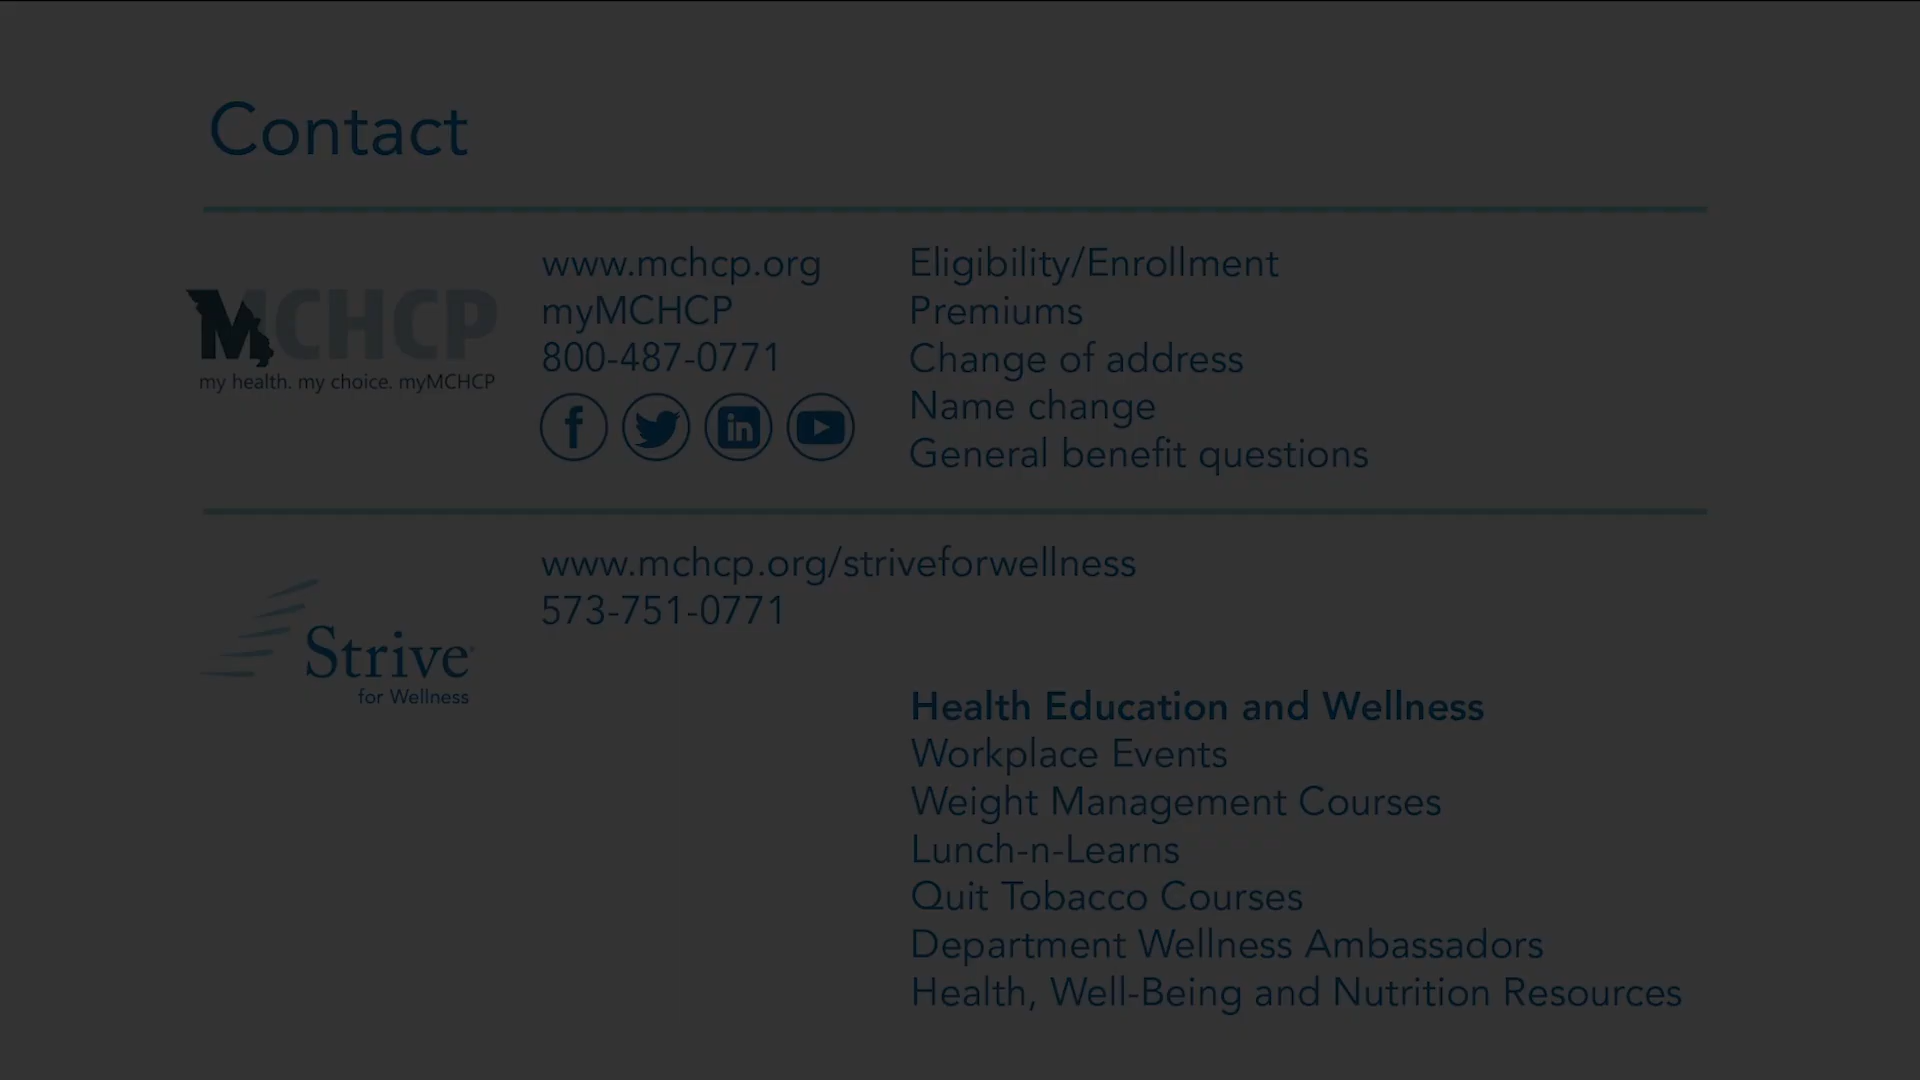 Contact
MCHCP
my health. my choice. myMCHCP
www.mchcp.org
myMCHCP
800-487-0771
Eligibility/Enrollment
Premiums
Change of address
Name change
General benefit questions
Strive
for Wellness
www.mchcp.org/striveforwellness
573-751-0771
Health Education and Wellness
Workplace Events
Weight Management Courses
Lunch-n-Learns
Quit Tobacco Courses
Department Wellness Ambassadors
Health, Well-Being and Nutrition Resources